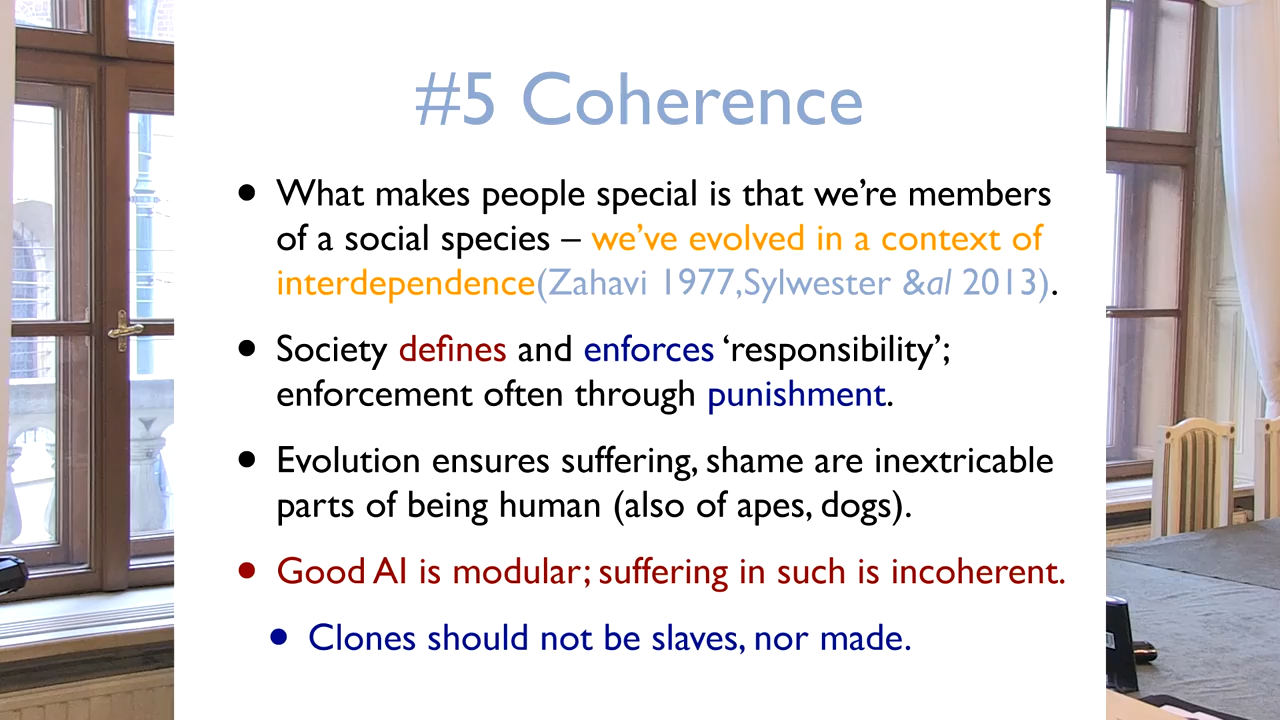 #5 Coherence
• What makes people special is that we're members
of a social species – we've evolved in a context of
interdependence(Zahavi 1977,Sylwester &al 2013).
• Society defines and enforces ‘responsibility’;
enforcement often through punishment.
• Evolution ensures suffering, shame are inextricable
parts of being human (also of apes, dogs).
• Good AI is modular; suffering in such is incoherent.
• Clones should not be slaves, nor made.